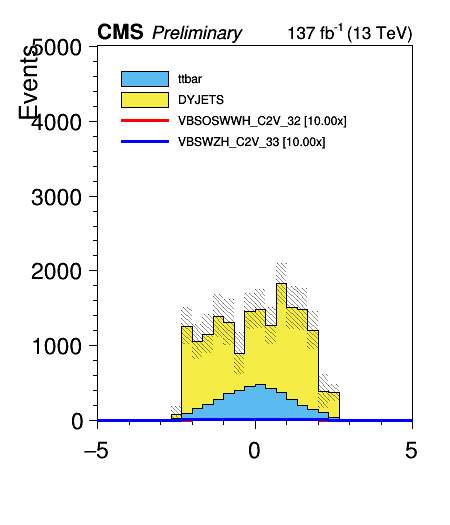 CMS Preliminary 137 fb-1 (13 TeV)
Events
5000
4000
3000
2000
1000
0
ttbar
DYJETS
VBSOSWWH_C2V_32 [10.00x]
VBSWZH_C2V_33 [10.00x]
−5 0 5